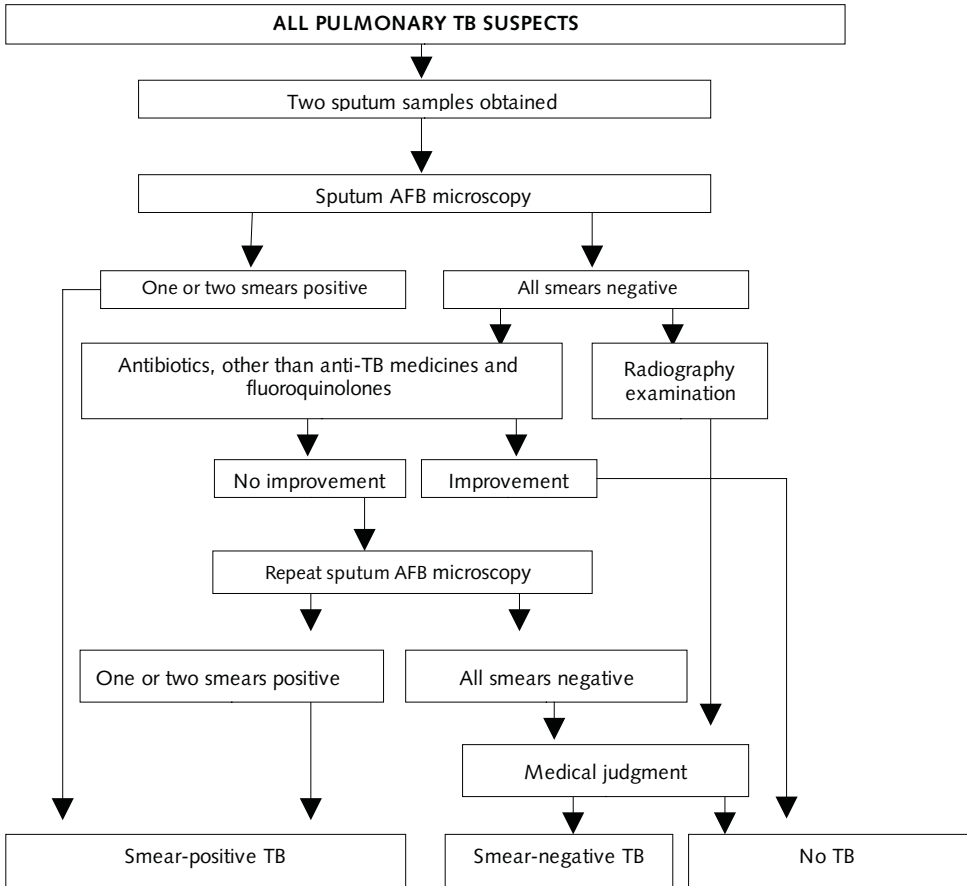 ALL PULMONARY TB SUSPECTS
Two sputum samples obtained
Sputum AFB microscopy
One or two smears positive
All smears negative
Antibiotics, other than anti-TB medicines and
fluoroquinolones
Radiography
examination
No improvement
Improvement
Repeat sputum AFB microscopy
One or two smears positive
All smears negative
Medical judgment
Smear-positive TB
Smear-negative TB
No TB